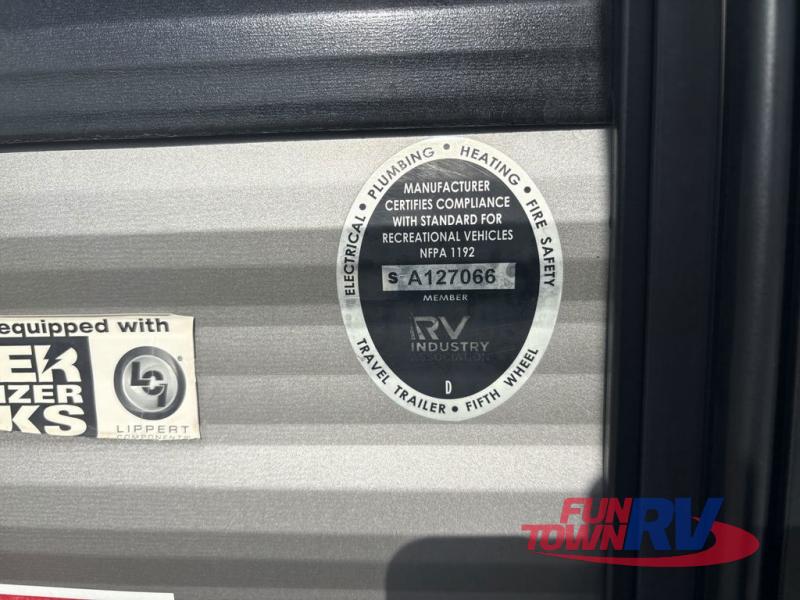 ELECTRICAL • PLUMBING • HEATING • FIRE SAFETY
MANUFACTURER
CERTIFIES COMPLIANCE
WITH STANDARD FOR
RECREATIONAL VEHICLES
NFPA 1192
S A127066
MEMBER
RV
INDUSTRY
ASSOCIATION
D
TRAVEL TRAILER • FIFTH WHEEL
equipped with
EK
IZER
KS
LCI
®
LIPPERT
COMPONENTS
FUN
TOWN RV